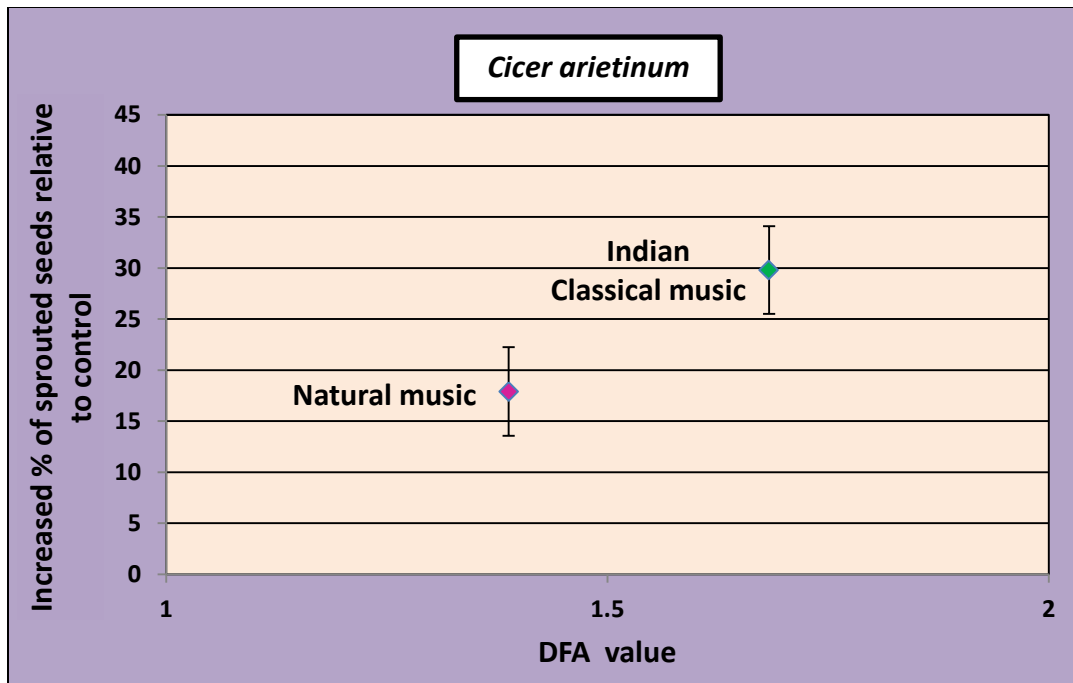 Cicer arietinum
Increased % of sprouted seeds relative
to control
45
40
35
30
25
20
15
10
5
0
Indian
Classical music
Natural music
1
1.5
2
DFA value